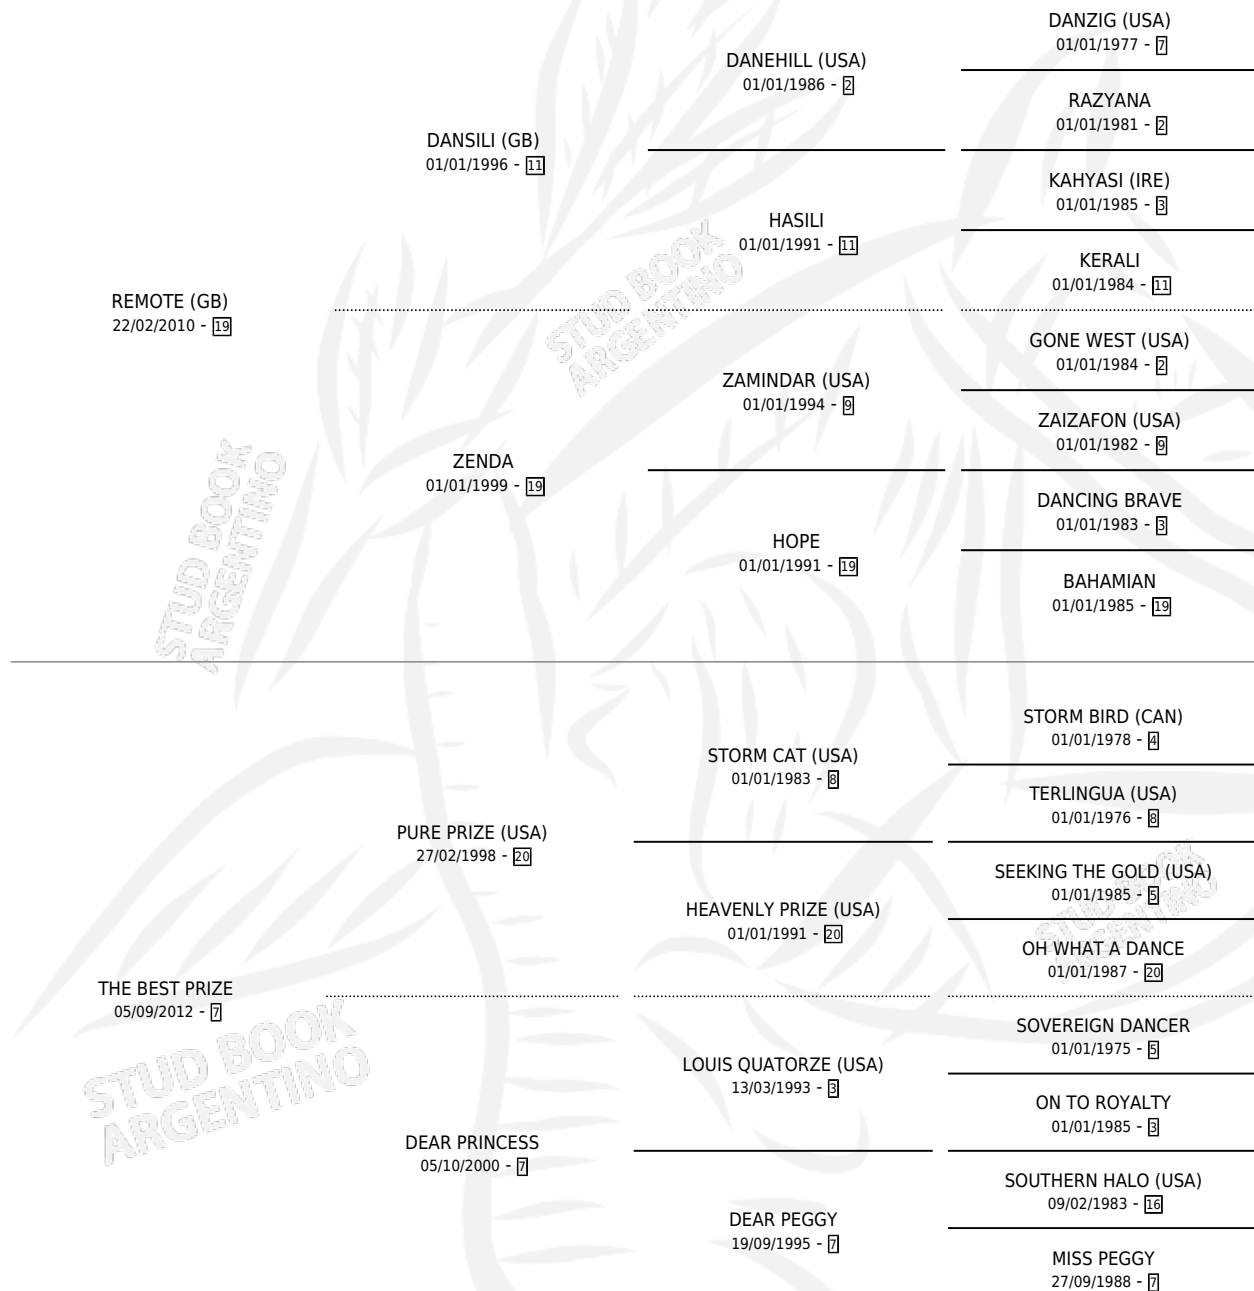 DANZIG (USA)
01/01/1977 - 7
DANEHILL (USA)
01/01/1986 - 2
RAZYANA
01/01/1981 - 2
DANSILI (GB)
01/01/1996 - 11
KAHYASI (IRE)
01/01/1985 - 3
HASILI
01/01/1991 - 11
KERALI
01/01/1984 - 11
REMOTE (GB)
22/02/2010 - 19
STUD BOOK
ARGENTINO
GONE WEST (USA)
01/01/1984 - 2
ZAMINDAR (USA)
01/01/1994 - 9
ZAIZAFON (USA)
01/01/1982 - 9
ZENDA
01/01/1999 - 19
DANCING BRAVE
01/01/1983 - 3
HOPE
01/01/1991 - 19
BAHAMIAN
01/01/1985 - 19
STUD BOOK
ARGENTINO
STORM BIRD (CAN)
01/01/1978 - 4
STORM CAT (USA)
01/01/1983 - 8
TERLINGUA (USA)
01/01/1976 - 8
PURE PRIZE (USA)
27/02/1998 - 20
SEEKING THE GOLD (USA)
01/01/1985 - 5
HEAVENLY PRIZE (USA)
01/01/1991 - 20
STUD BOOK
ARGENTINO
OH WHAT A DANCE
01/01/1987 - 20
THE BEST PRIZE
05/09/2012 - 7
STUD BOOK
ARGENTINO
SOVEREIGN DANCER
01/01/1975 - 5
LOUIS QUATORZE (USA)
13/03/1993 - 3
ON TO ROYALTY
01/01/1985 - 3
DEAR PRINCESS
05/10/2000 - 7
SOUTHERN HALO (USA)
09/02/1983 - 16
DEAR PEGGY
19/09/1995 - 7
MISS PEGGY
27/09/1988 - 7